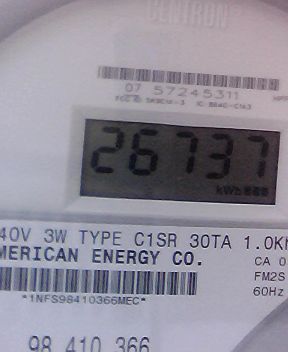 CENTRON®
07 57245311
26737
kWh 888
40V 3W TYPE C1SR 30TA 1.0K
MERICAN ENERGY CO.
CA 0
FM2S
60Hz
*1NFS98410366MEC*
98 410 366